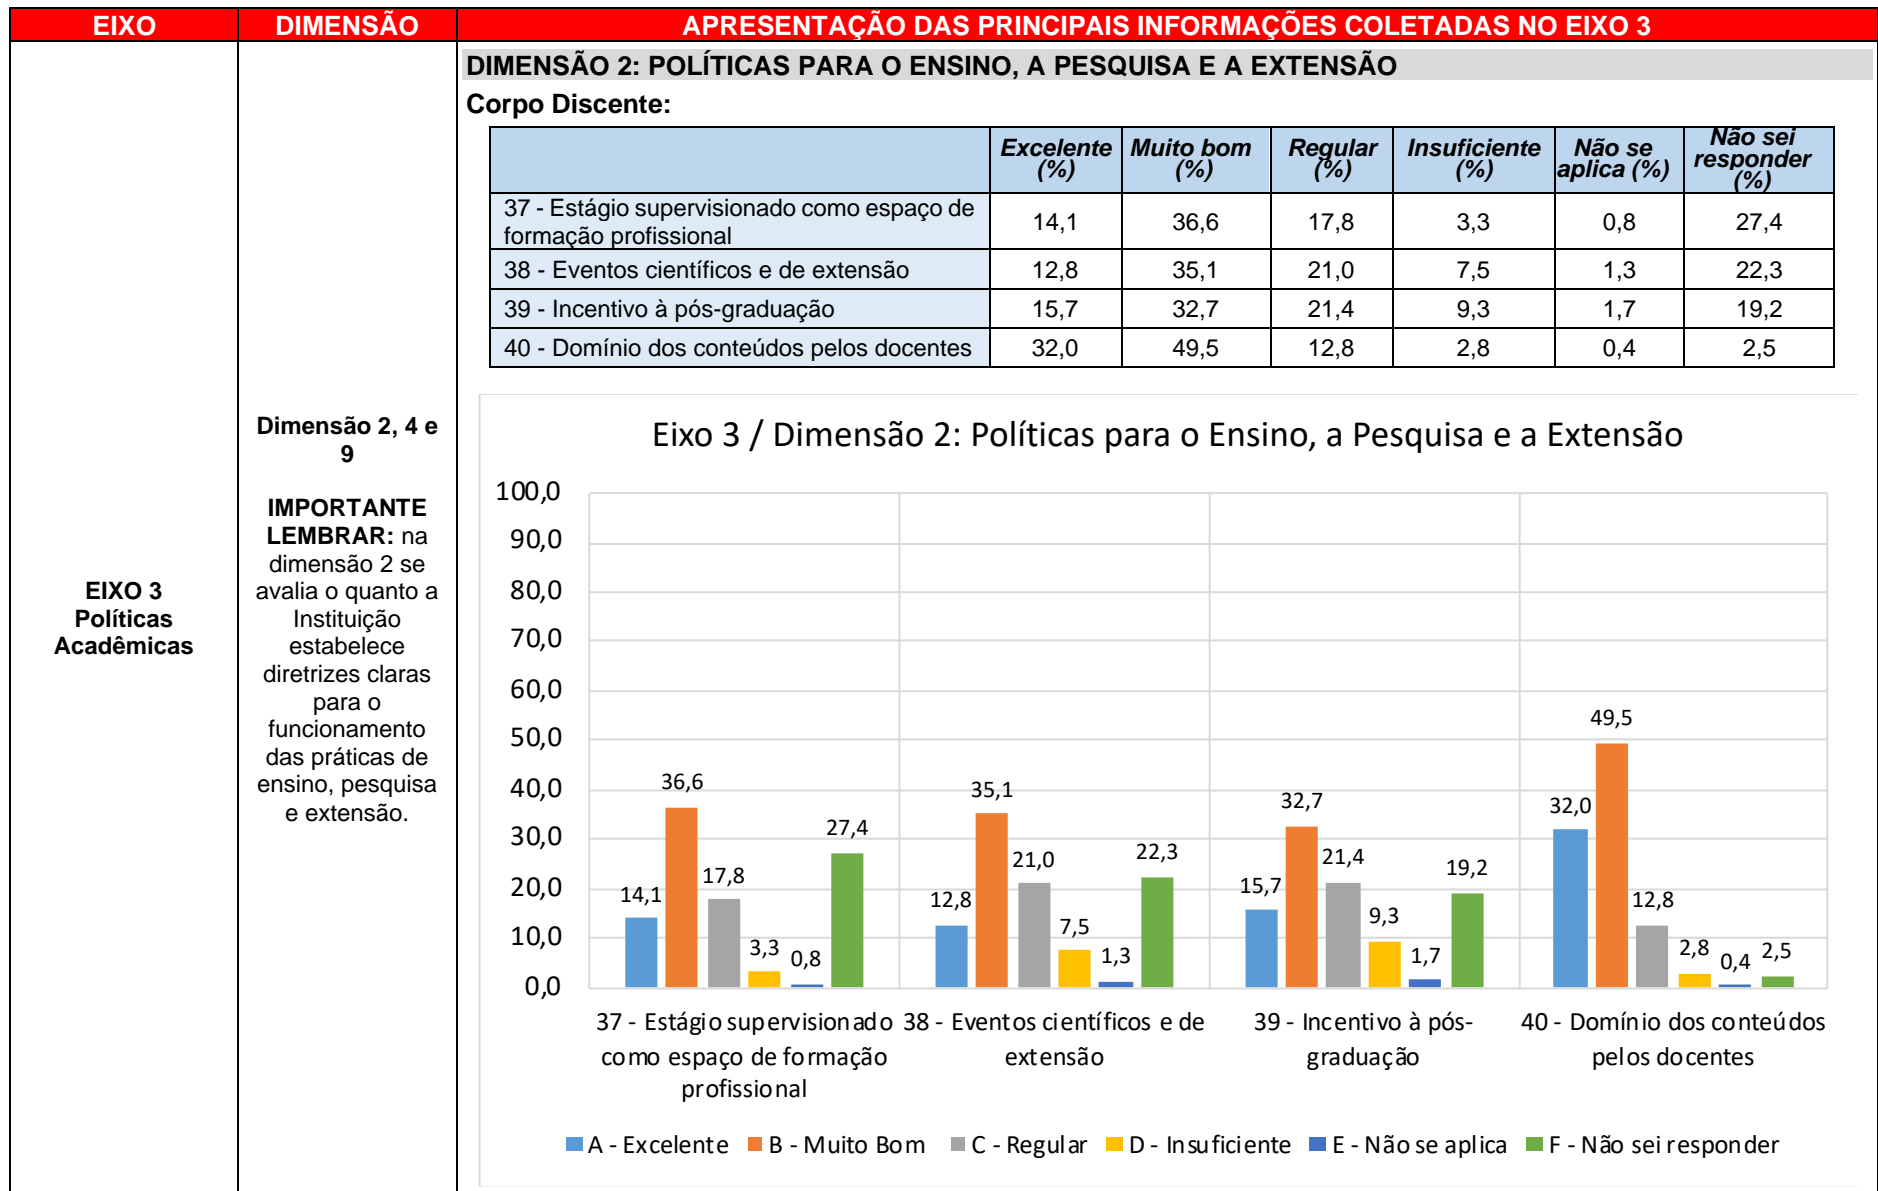 EIXO DIMENSÃO APRESENTAÇÃO DAS PRINCIPAIS INFORMAÇÕES COLETADAS NO EIXO 3
EIXO 3
Políticas
Acadêmicas
Dimensão 2, 4 e
9
IMPORTANTE
LEMBRAR: na
dimensão 2 se
avalia o quanto a
Instituição
estabelece
diretrizes claras
para o
funcionamento
das práticas de
ensino, pesquisa
e extensão.
DIMENSÃO 2: POLÍTICAS PARA O ENSINO, A PESQUISA E A EXTENSÃO
Corpo Discente:
Excelente (%) Muito bom (%) Regular (%) Insuficiente (%) Não se aplica (%) Não sei responder (%)
37 - Estágio supervisionado como espaço de
formação profissional 14,1 36,6 17,8 3,3 0,8 27,4
38 - Eventos científicos e de extensão 12,8 35,1 21,0 7,5 1,3 22,3
39 - Incentivo à pós-graduação 15,7 32,7 21,4 9,3 1,7 19,2
40 - Domínio dos conteúdos pelos docentes 32,0 49,5 12,8 2,8 0,4 2,5
Eixo 3 / Dimensão 2: Políticas para o Ensino, a Pesquisa e a Extensão
100,0
90,0
80,0
70,0
60,0
50,0
40,0
30,0
20,0
10,0
0,0
14,1 36,6 17,8 3,3 0,8 27,4
12,8 35,1 21,0 7,5 1,3 22,3
15,7 32,7 21,4 9,3 1,7 19,2
32,0 49,5 12,8 2,8 0,4 2,5
37 - Estágio supervisionado
como espaço de formação
profissional
38 - Eventos científicos e de
extensão
39 - Incentivo à pós-
graduação
40 - Domínio dos conteúdos
pelos docentes
A - Excelente B - Muito Bom C - Regular D - Insuficiente E - Não se aplica F - Não sei responder